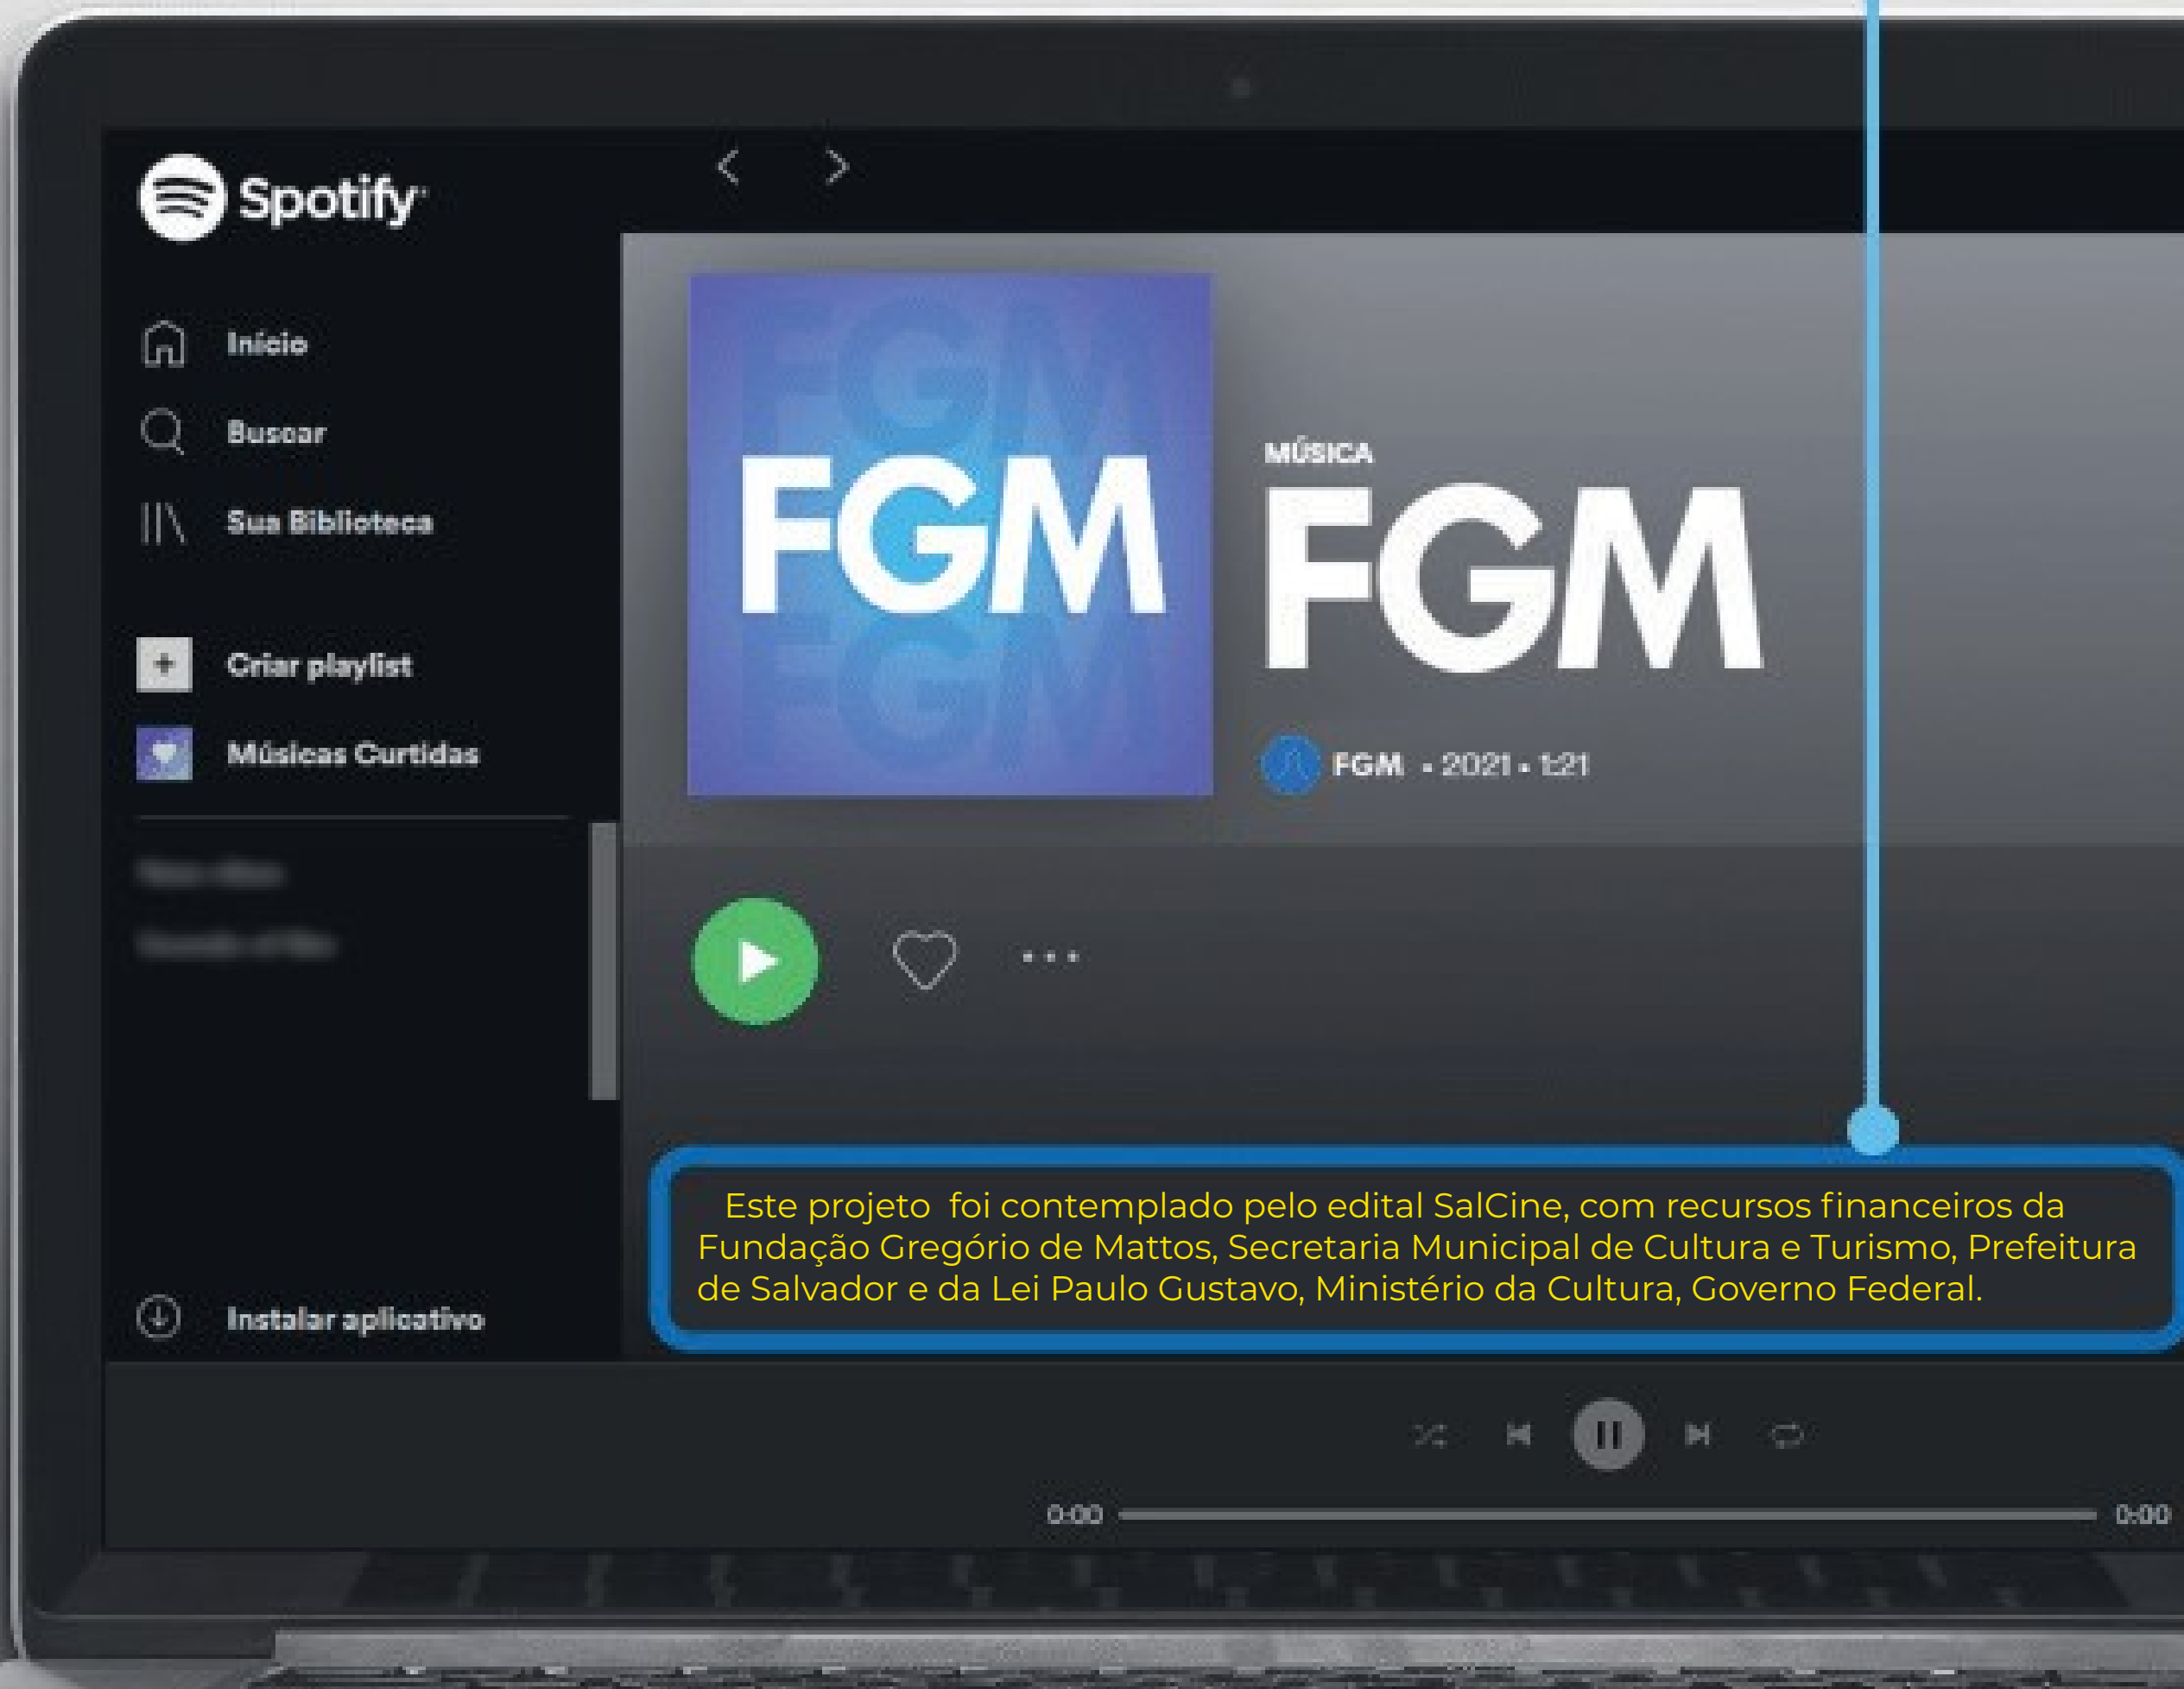 Spotify
Início
Buscar
Sua Biblioteca
Criar playlist
Músicas Curtidas
Instalar aplicativo
FGM
FGM
FGM
MÚSICA
FGM
FGM • 2021 • 1:21
Este projeto  foi contemplado pelo edital SalCine, com recursos financeiros da
Fundação Gregório de Mattos, Secretaria Municipal de Cultura e Turismo, Prefeitura
de Salvador e da Lei Paulo Gustavo, Ministério da Cultura, Governo Federal.
0:00
0:00